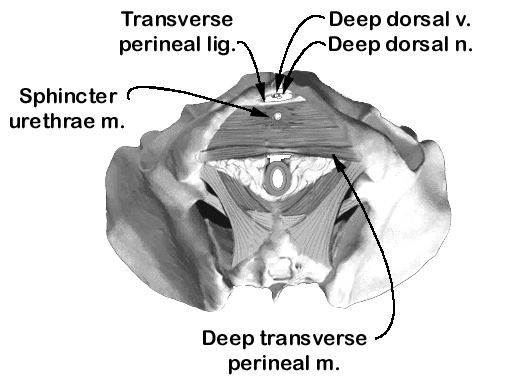 Transverse
perineal lig.
Deep dorsal v.
Deep dorsal n.
Sphincter
urethrae m.
Deep transverse
perineal m.